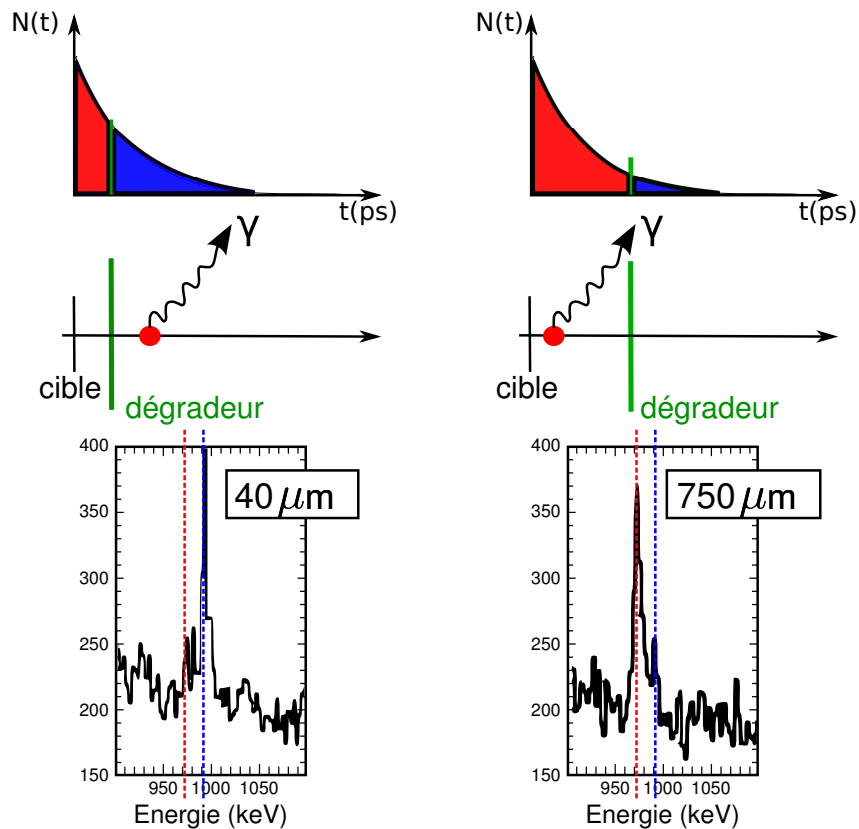 N(t)
t(ps)
γ
cible
dégradeur
400
350
300
250
200
150
40 μm
950
1000
1050
Energie (keV)
N(t)
t(ps)
γ
cible
dégradeur
400
350
300
250
200
150
750 μm
950
1000
1050
Energie (keV)